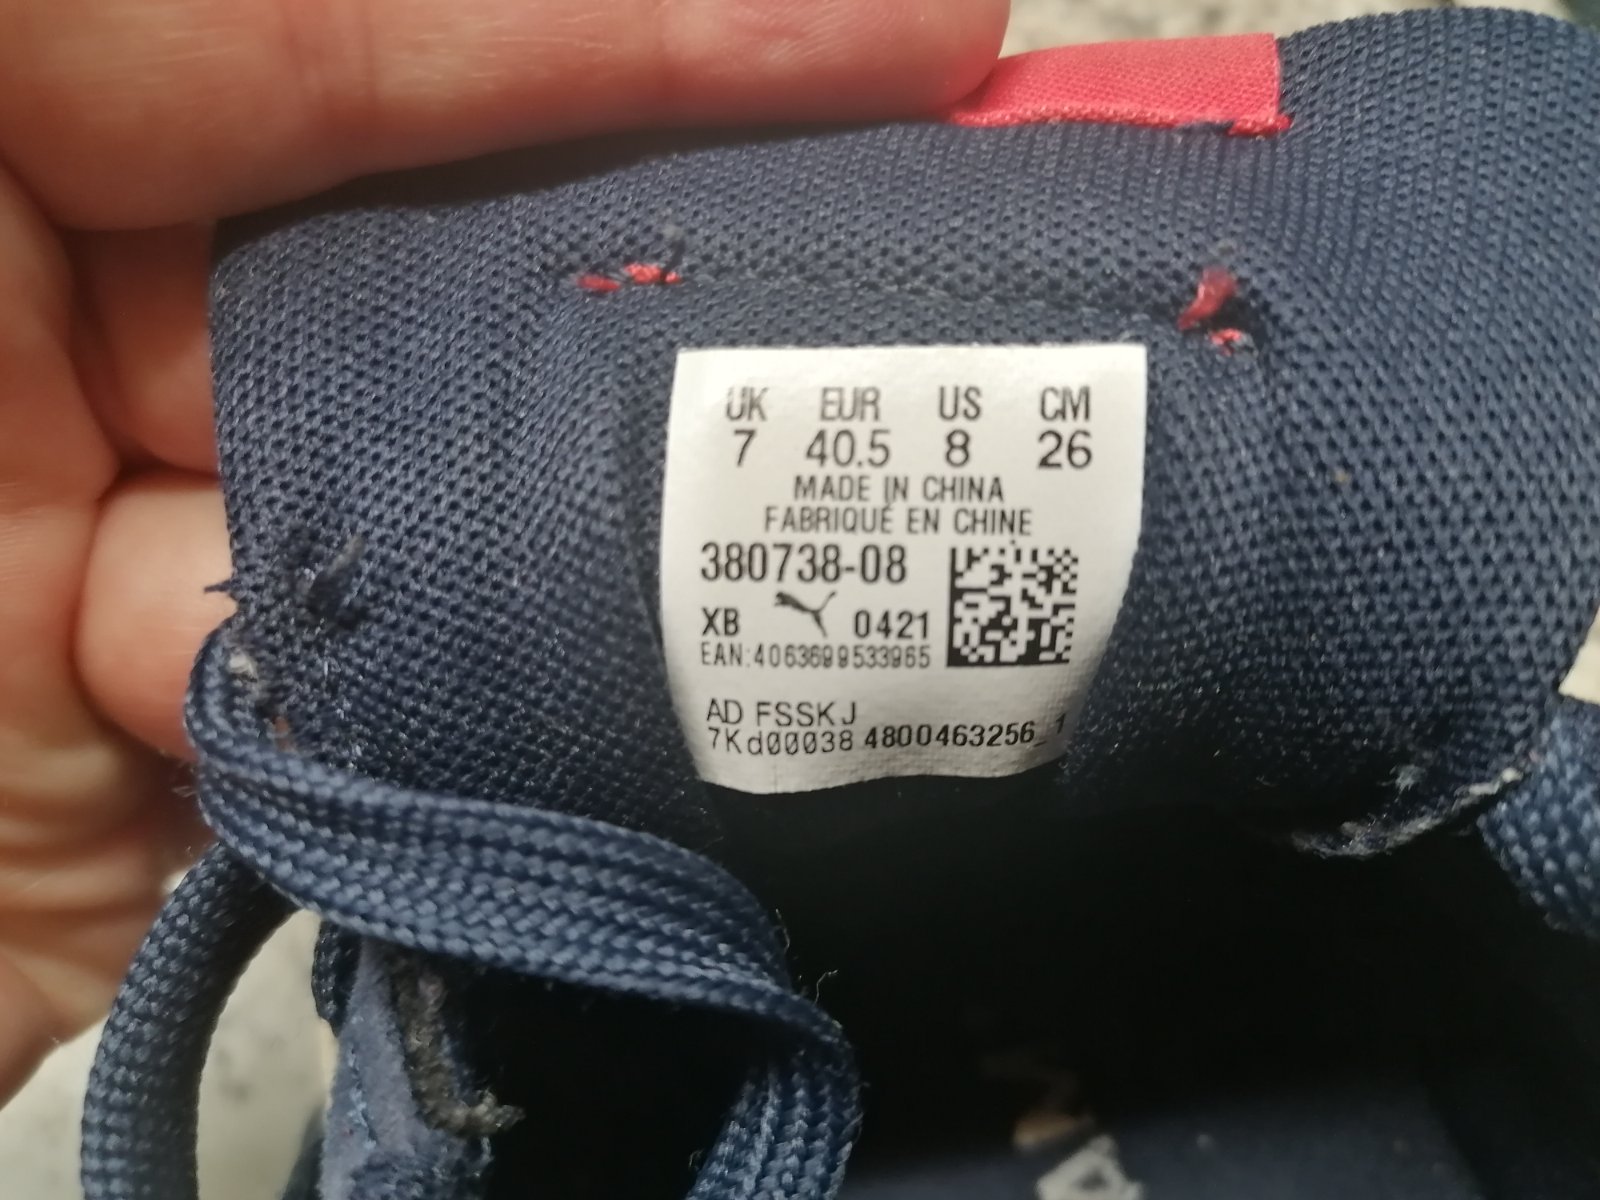 UK EUR US CM
7 40.5 8 26
MADE IN CHINA
FABRIQUÉ EN CHINE
380738-08
XB 0421
EAN:4063699533965
AD FSSKJ
7Kd00038 4800463256_1